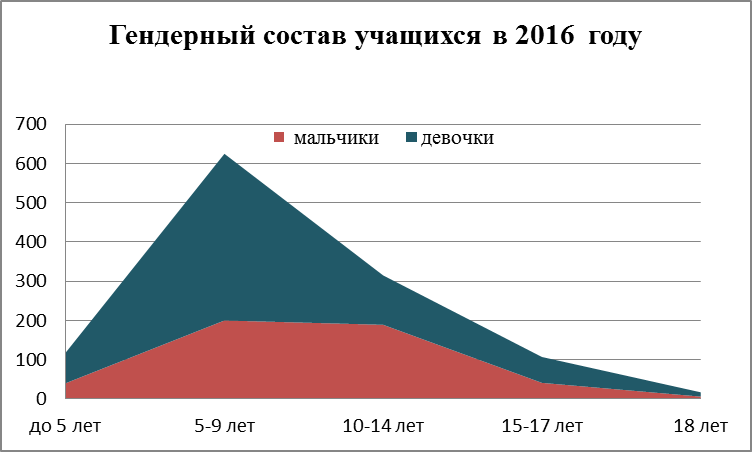 Гендерный состав учащихся в 2016 году
мальчики девочки
700
600
500
400
300
200
100
0
до 5 лет 5-9 лет 10-14 лет 15-17 лет 18 лет